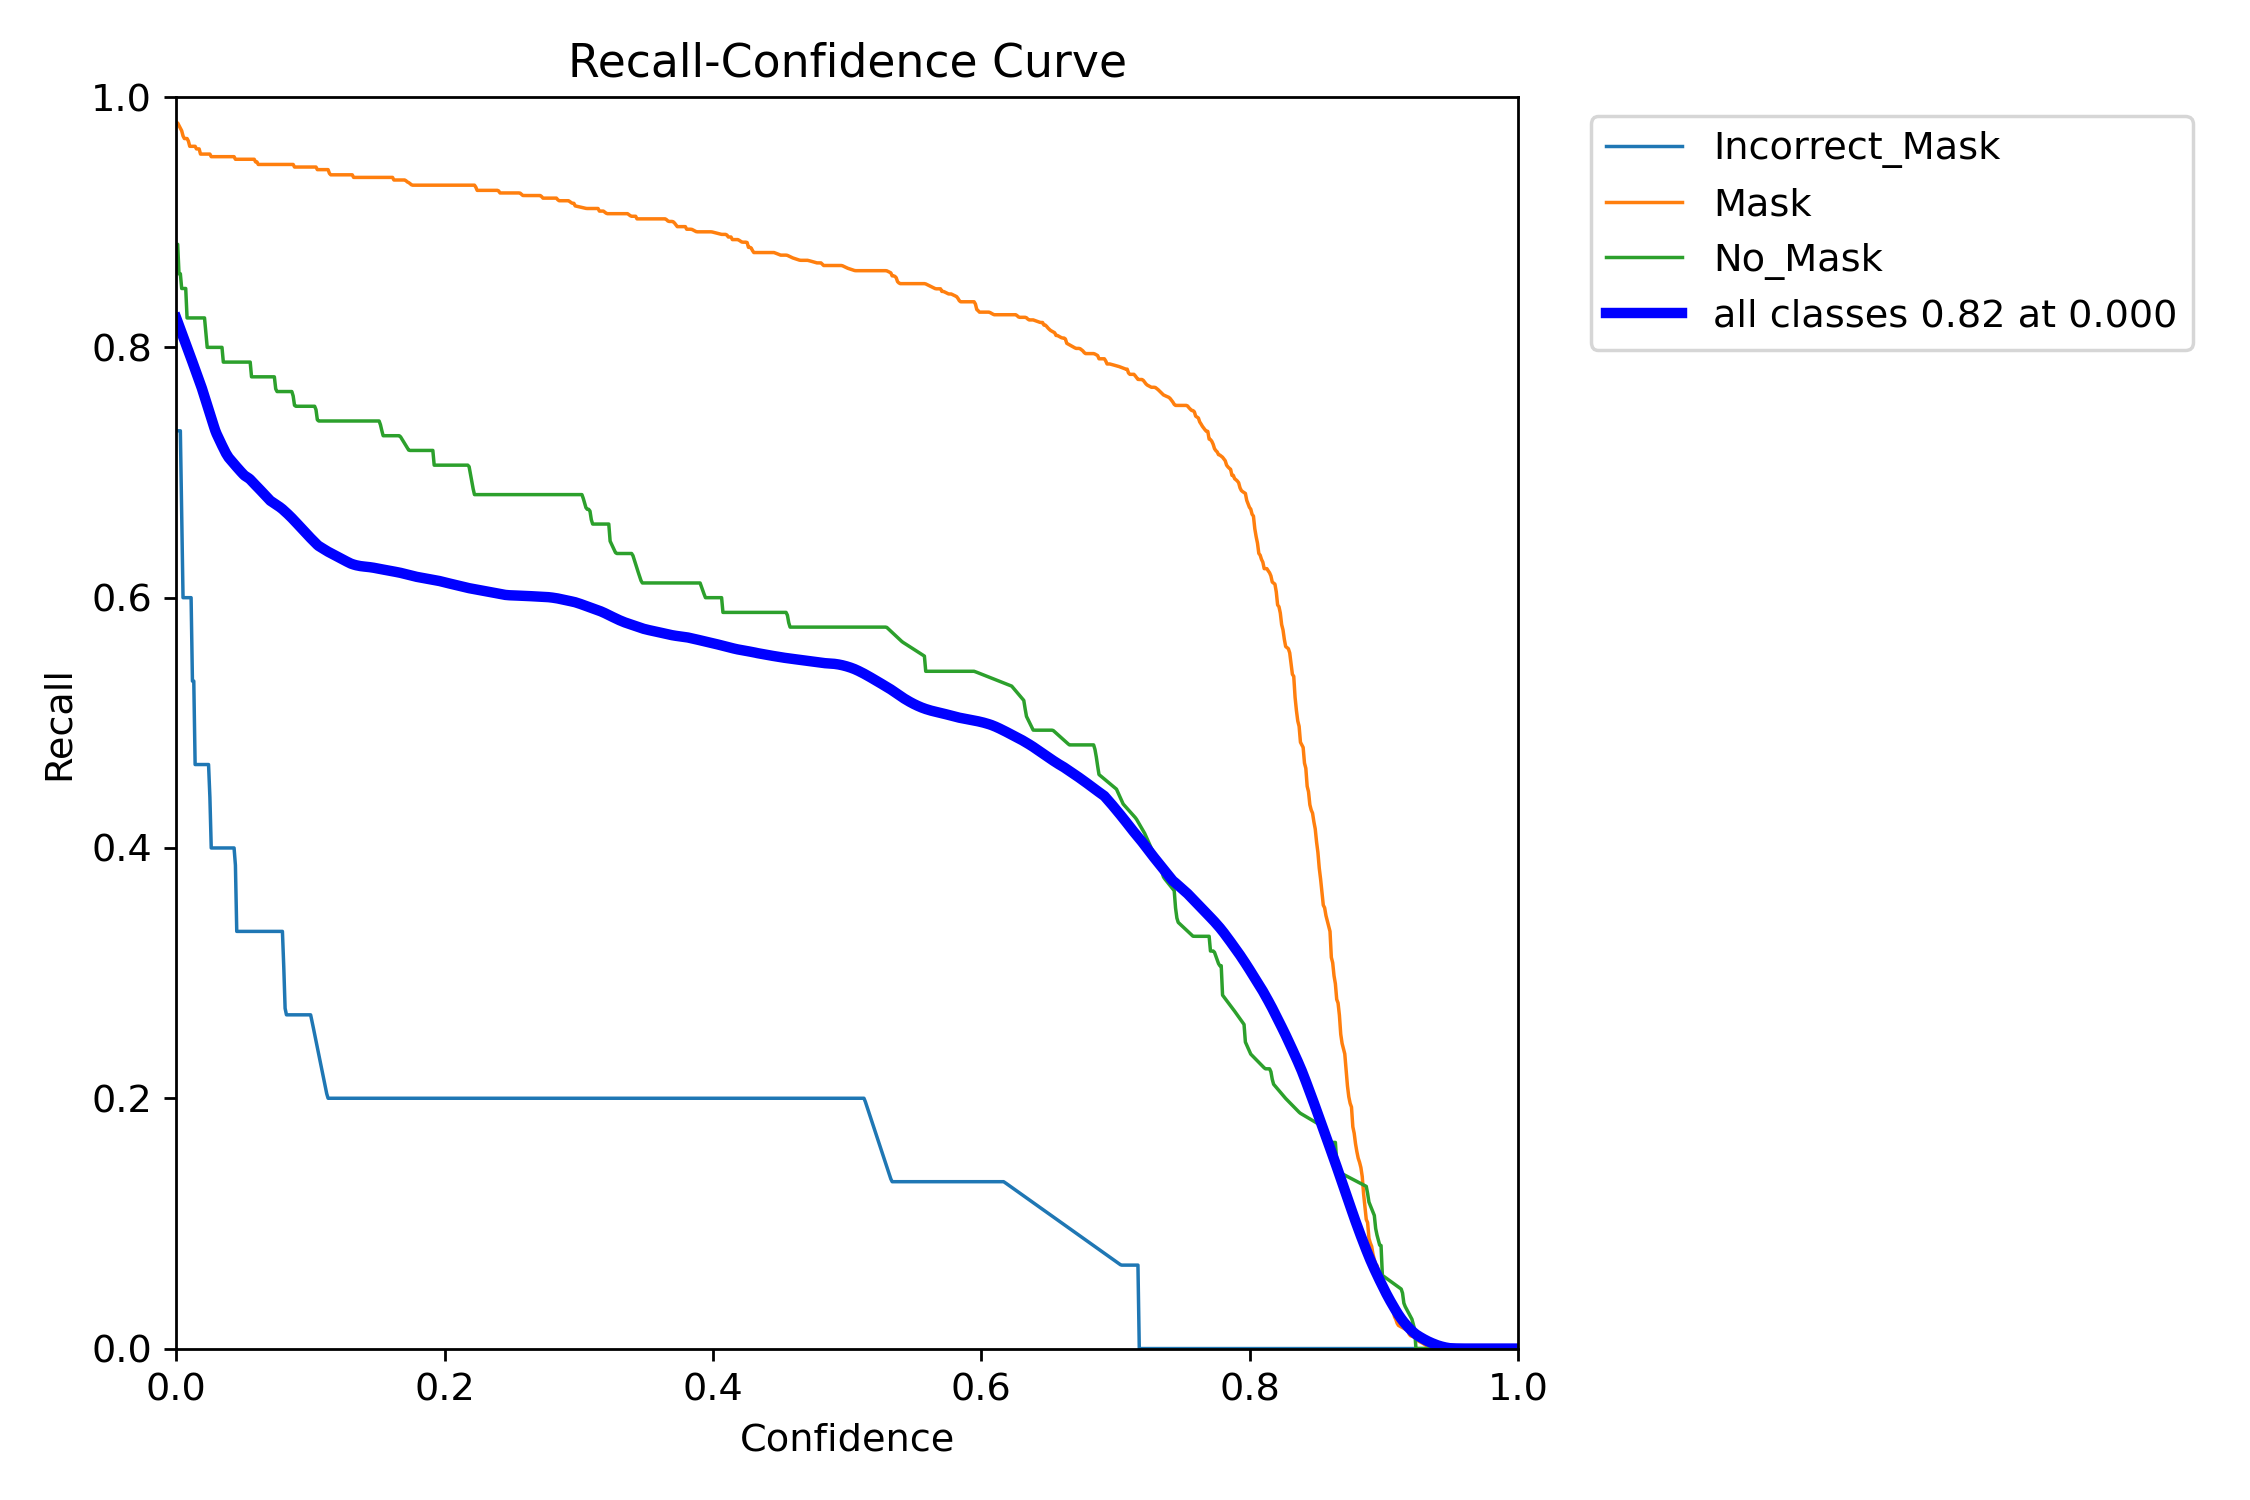 Recall-Confidence Curve
1.0
0.8
0.6
0.4
0.2
0.0
Recall
0.0 0.2 0.4 0.6 0.8 1.0
Confidence
Incorrect_Mask
Mask
No_Mask
all classes 0.82 at 0.000